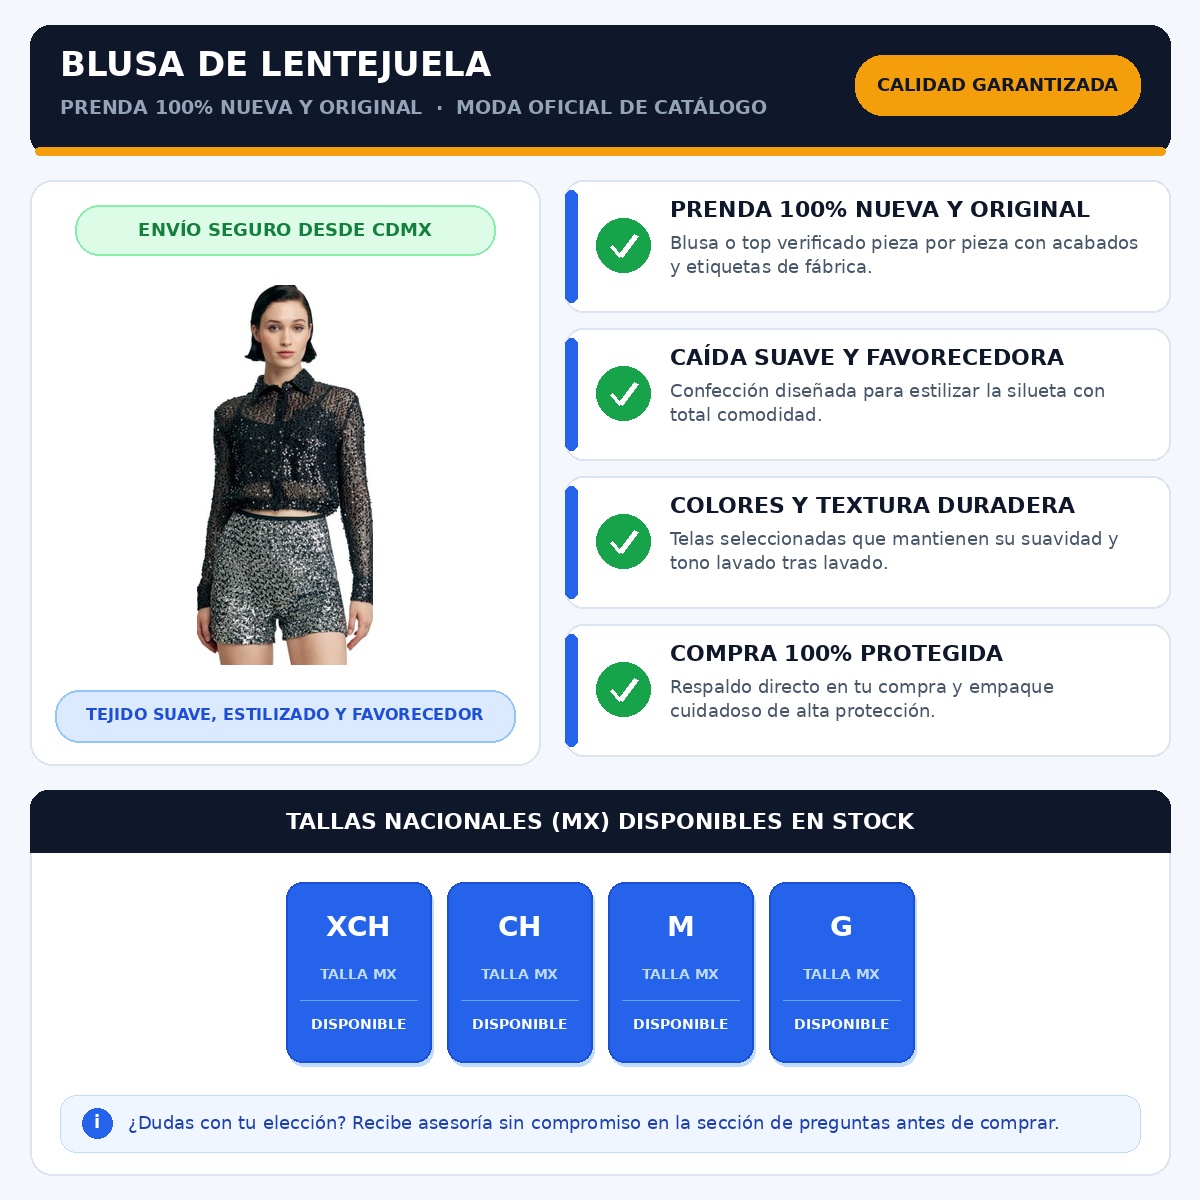 BLUSA DE LENTEJUELA
PRENDA 100% NUEVA Y ORIGINAL · MODA OFICIAL DE CATÁLOGO
CALIDAD GARANTIZADA
ENVÍO SEGURO DESDE CDMX
TEJIDO SUAVE, ESTILIZADO Y FAVORECEDOR
PRENDA 100% NUEVA Y ORIGINAL
Blusa o top verificado pieza por pieza con acabados
y etiquetas de fábrica.
CAÍDA SUAVE Y FAVORECEDORA
Confección diseñada para estilizar la silueta con
total comodidad.
COLORES Y TEXTURA DURADERA
Telas seleccionadas que mantienen su suavidad y
tono lavado tras lavado.
COMPRA 100% PROTEGIDA
Respaldo directo en tu compra y empaque
cuidadoso de alta protección.
TALLAS NACIONALES (MX) DISPONIBLES EN STOCK
XCH
TALLA MX
DISPONIBLE
CH
TALLA MX
DISPONIBLE
M
TALLA MX
DISPONIBLE
G
TALLA MX
DISPONIBLE
i
¿Dudas con tu elección? Recibe asesoría sin compromiso en la sección de preguntas antes de comprar.